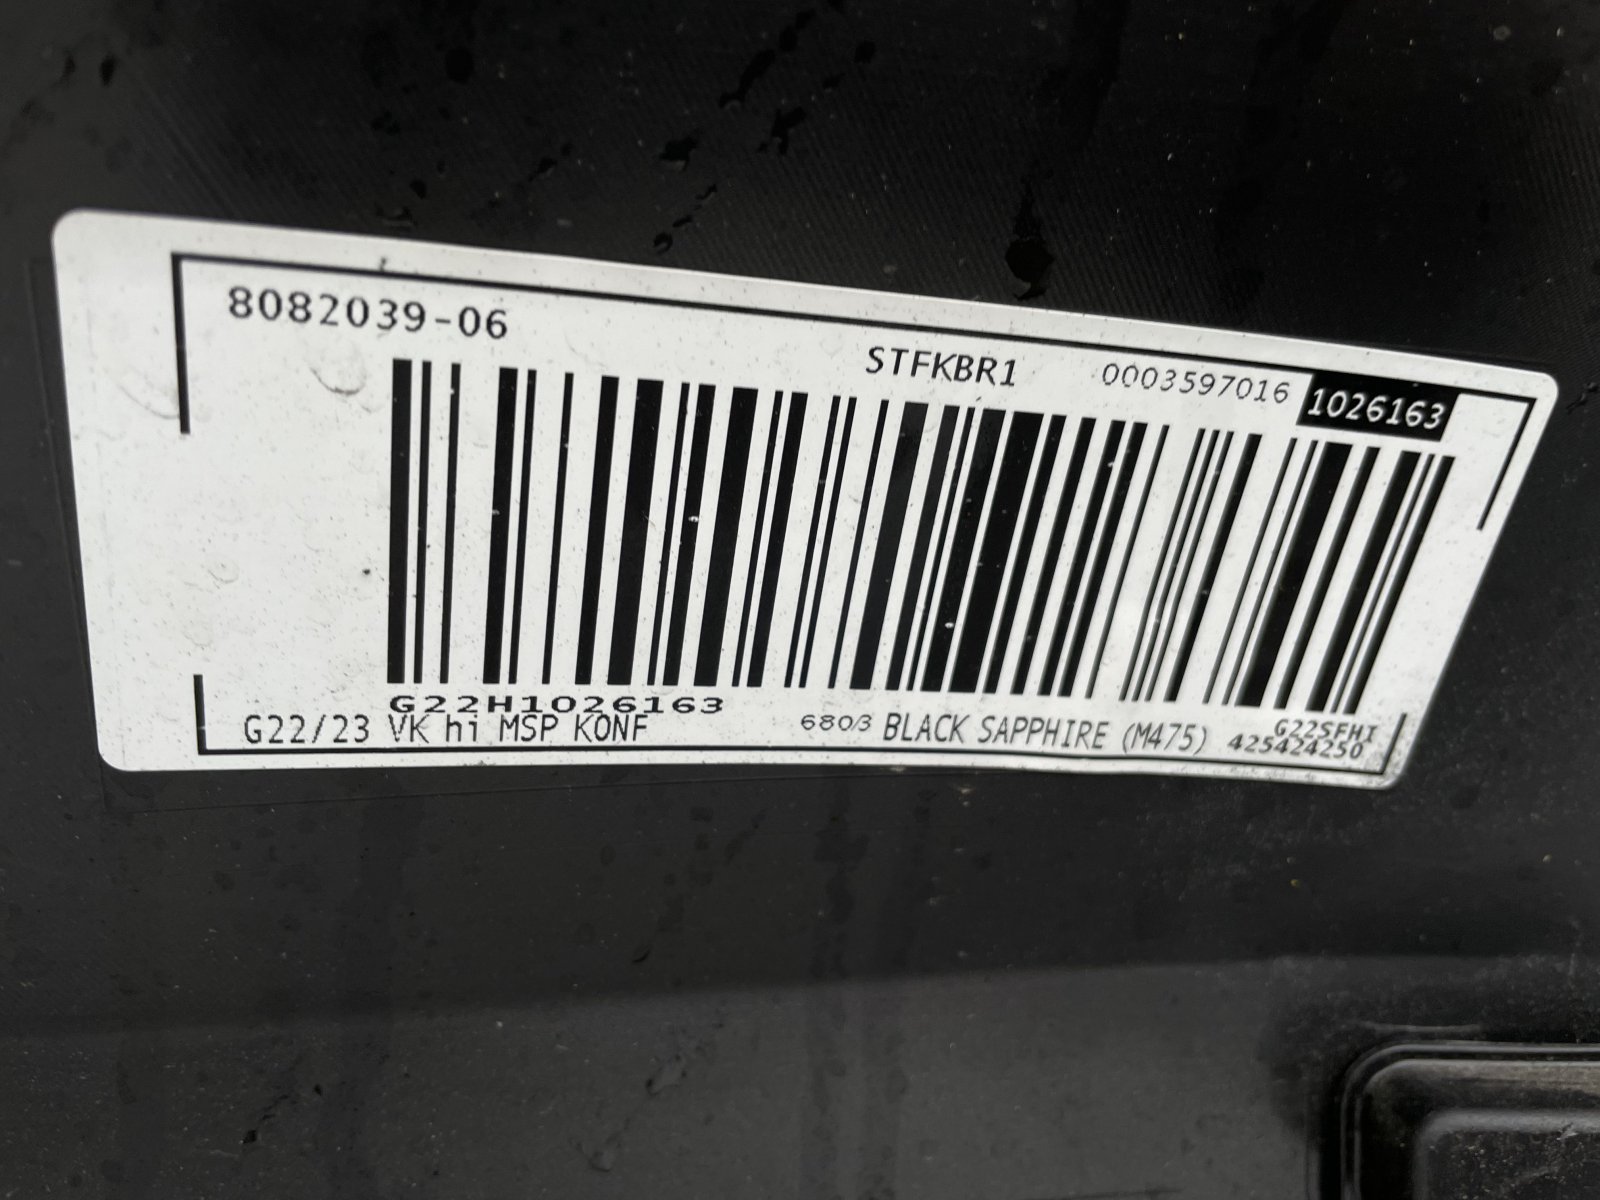 8082039-06
STFKBR1 0003597016 1026163
G22H1026163
G22/23 VK hi MSP KONF 680/3 BLACK SAPPHIRE (M475) G22SFHI
425424250